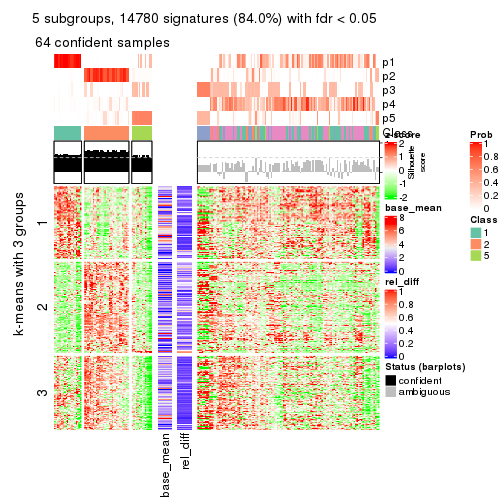 5 subgroups, 14780 signatures (84.0%) with fdr < 0.05
64 confident samples
p1
p2
p3
p4
p5
Class
z-score
2
1
0
-1
-2
Silhouette
score
base_mean
8
6
4
2
0
rel_diff
1
0.8
0.6
0.4
0.2
0
Prob
1
0.8
0.6
0.4
0.2
0
Class
1
2
5
Status (barplots)
confident
ambiguous
k-means with 3 groups
1
2
3
base_mean
rel_diff